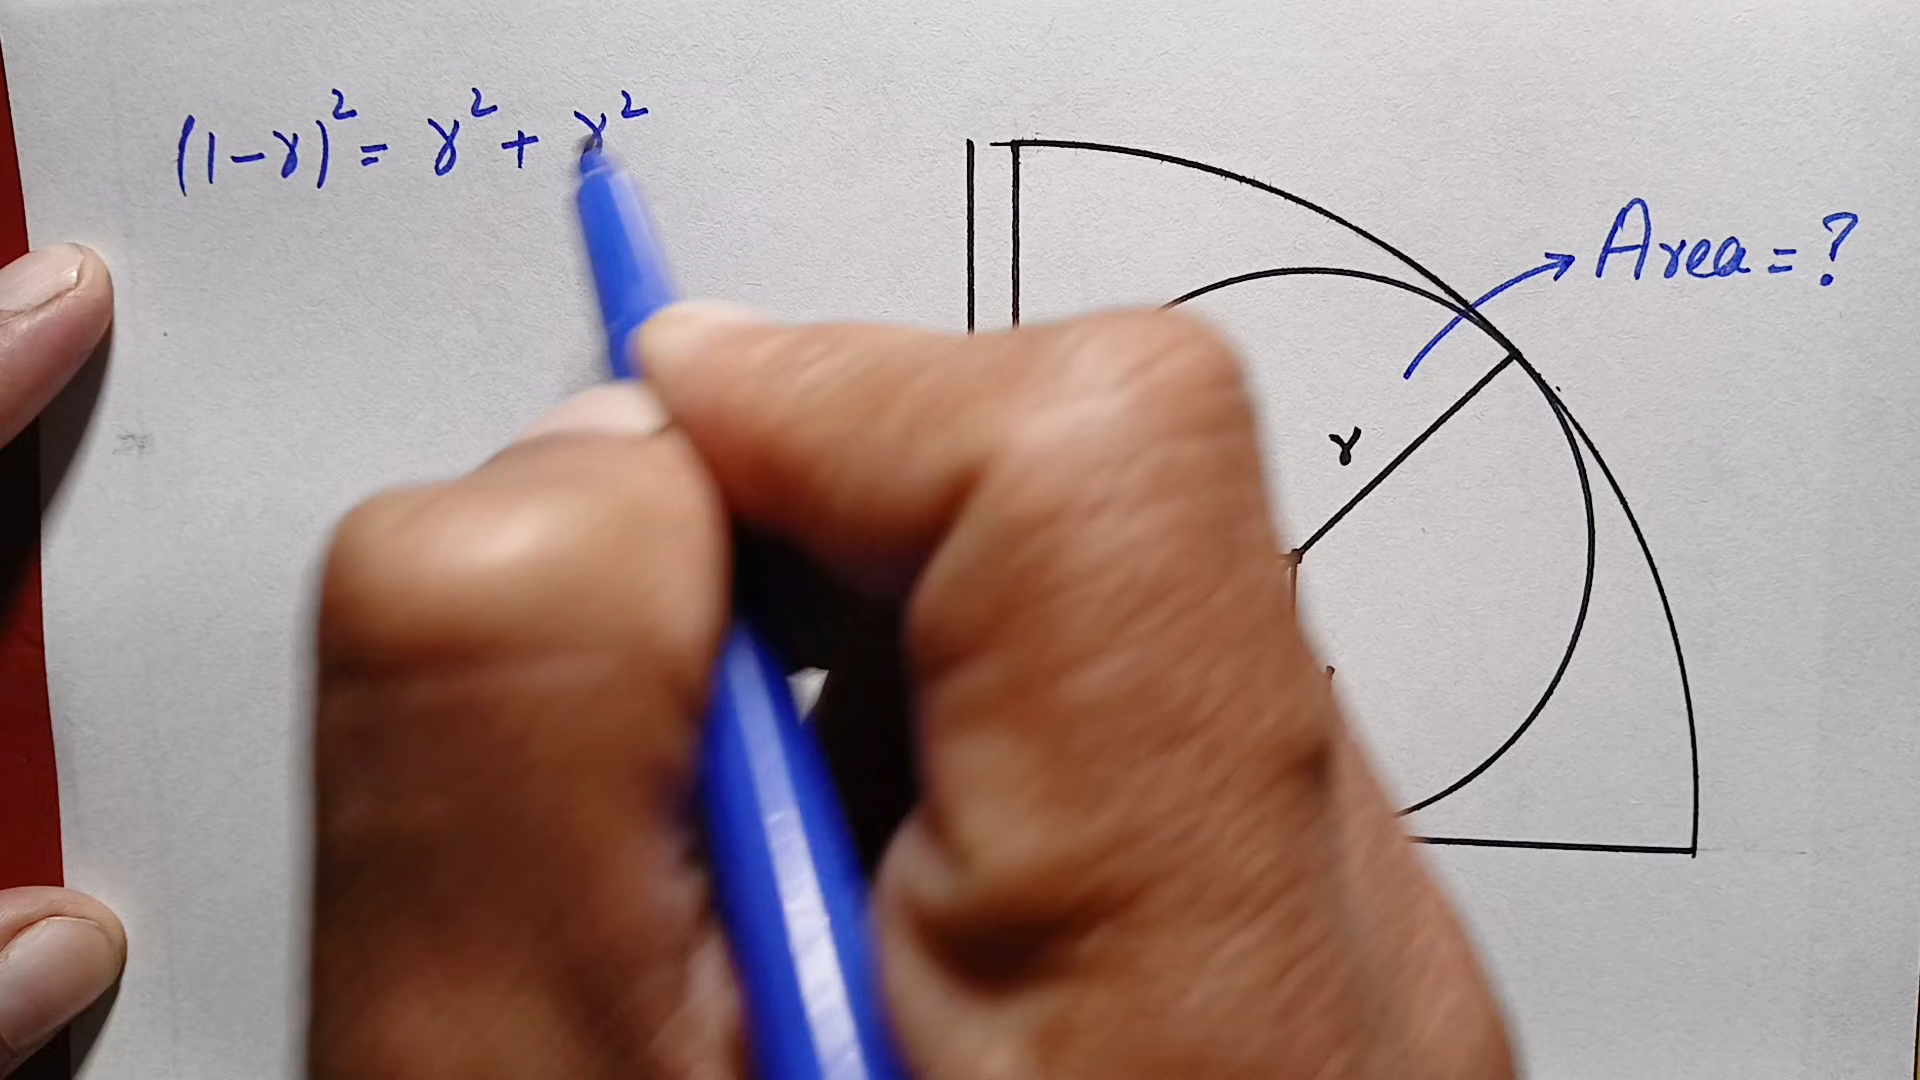 (1-r)² = r² + r²
Area = ?
r